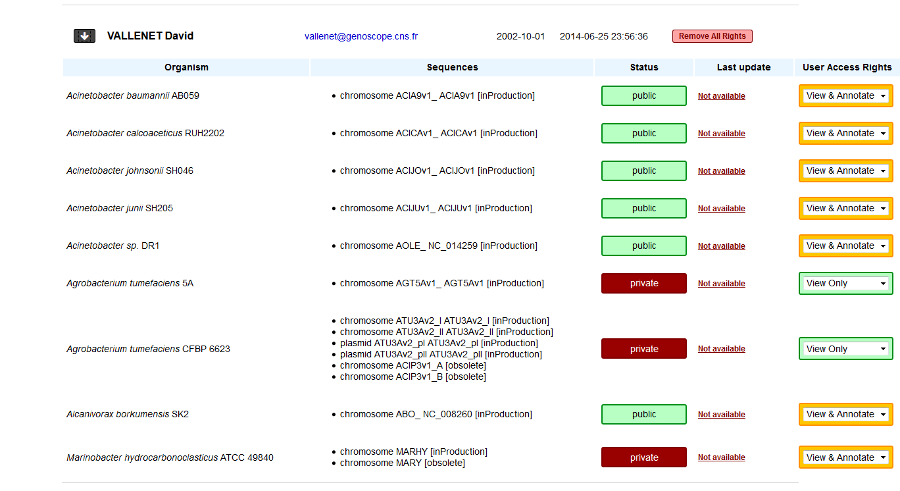 VALLENET David vallenet@genoscope.cns.fr 2002-10-01 2014-06-25 23:56:36 Remove All Rights
Organism Sequences Status Last update User Access Rights
Acinetobacter baumannii AB059 • chromosome ACIA9v1_ ACIA9v1 [inProduction] public Not available View & Annotate
Acinetobacter calcoaceticus RUH2202 • chromosome ACICAv1_ ACICAv1 [inProduction] public Not available View & Annotate
Acinetobacter johnsonii SH046 • chromosome ACIJOv1_ ACIJOv1 [inProduction] public Not available View & Annotate
Acinetobacter junii SH205 • chromosome ACIJUv1_ ACIJUv1 [inProduction] public Not available View & Annotate
Acinetobacter sp. DR1 • chromosome AOLE_ NC_014259 [inProduction] public Not available View & Annotate
Agrobacterium tumefaciens 5A • chromosome AGT5Av1_ AGT5Av1 [inProduction] private Not available View Only
• chromosome ATU3Av2_I ATU3Av2_I [inProduction]
• chromosome ATU3Av2_II ATU3Av2_II [inProduction]
• plasmid ATU3Av2_pI ATU3Av2_pI [inProduction]
Agrobacterium tumefaciens CFBP 6623 private Not available View Only
• plasmid ATU3Av2_pII ATU3Av2_pII [inProduction]
• chromosome ACIP3v1_A [obsolete]
• chromosome ACIP3v1_B [obsolete]
Alcanivorax borkumensis SK2 • chromosome ABO_ NC_008260 [inProduction] public Not available View & Annotate
• chromosome MARHY [inProduction]
Marinobacter hydrocarbonoclasticus ATCC 49840 private Not available View & Annotate
• chromosome MARY [obsolete]